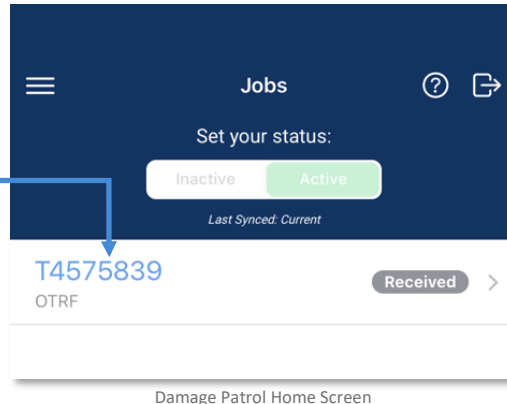 Jobs
Set your status:
Inactive Active
Last Synced: Current
T4575839
Received
OTRF
Damage Patrol Home Screen